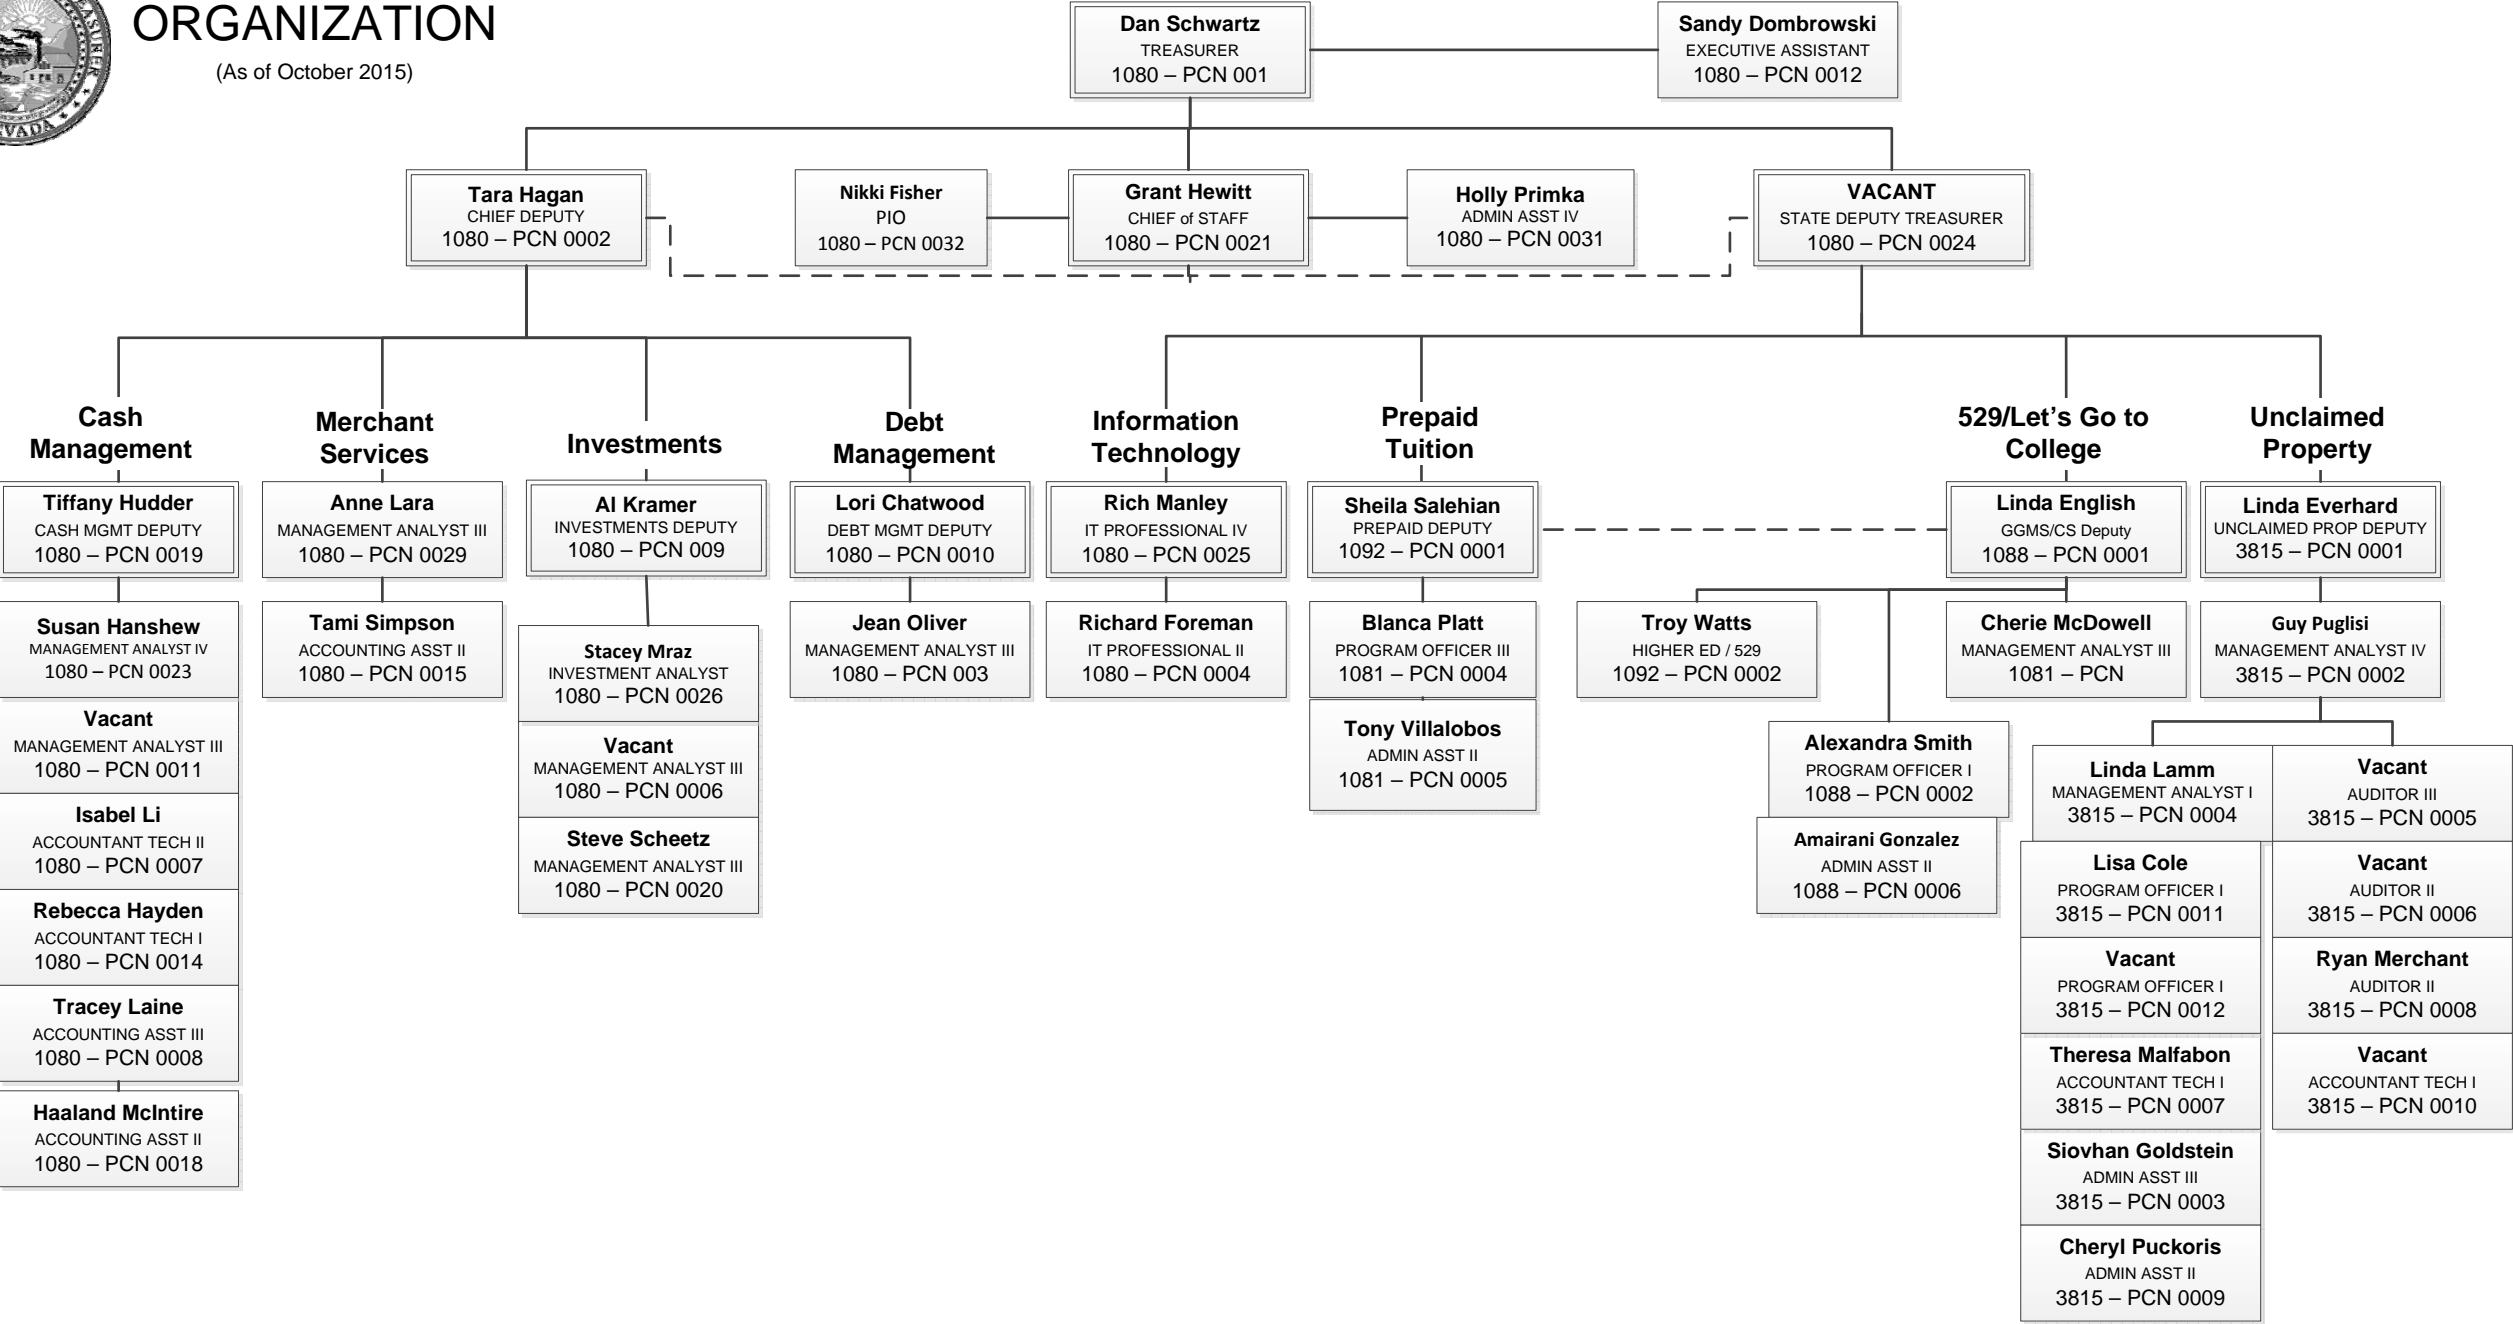 ORGANIZATION
(As of October 2015)
Dan Schwartz
TREASURER
1080 – PCN 001
Sandy Dombrowski
EXECUTIVE ASSISTANT
1080 – PCN 0012
Tara Hagan
CHIEF DEPUTY
1080 – PCN 0002
Nikki Fisher
PIO
1080 – PCN 0032
Grant Hewitt
CHIEF of STAFF
1080 – PCN 0021
Holly Primka
ADMIN ASST IV
1080 – PCN 0031
VACANT
STATE DEPUTY TREASURER
1080 – PCN 0024
Cash
Management
Tiffany Hudder
CASH MGMT DEPUTY
1080 – PCN 0019
Susan Hanshew
MANAGEMENT ANALYST IV
1080 – PCN 0023
Vacant
MANAGEMENT ANALYST III
1080 – PCN 0011
Isabel Li
ACCOUNTANT TECH II
1080 – PCN 0007
Rebecca Hayden
ACCOUNTANT TECH I
1080 – PCN 0014
Tracey Laine
ACCOUNTING ASST III
1080 – PCN 0008
Haaland McIntire
ACCOUNTING ASST II
1080 – PCN 0018
Merchant
Services
Anne Lara
MANAGEMENT ANALYST III
1080 – PCN 0029
Tami Simpson
ACCOUNTING ASST II
1080 – PCN 0015
Investments
Al Kramer
INVESTMENTS DEPUTY
1080 – PCN 009
Stacey Mraz
INVESTMENT ANALYST
1080 – PCN 0026
Vacant
MANAGEMENT ANALYST III
1080 – PCN 0006
Steve Scheetz
MANAGEMENT ANALYST III
1080 – PCN 0020
Debt
Management
Lori Chatwood
DEBT MGMT DEPUTY
1080 – PCN 0010
Jean Oliver
MANAGEMENT ANALYST III
1080 – PCN 003
Information
Technology
Rich Manley
IT PROFESSIONAL IV
1080 – PCN 0025
Richard Foreman
IT PROFESSIONAL II
1080 – PCN 0004
Prepaid
Tuition
Sheila Salehian
PREPAID DEPUTY
1092 – PCN 0001
Blanca Platt
PROGRAM OFFICER III
1081 – PCN 0004
Tony Villalobos
ADMIN ASST II
1081 – PCN 0005
529/Let's Go to
College
Linda English
GGMS/CS Deputy
1088 – PCN 0001
Troy Watts
HIGHER ED / 529
1092 – PCN 0002
Cherie McDowell
MANAGEMENT ANALYST III
1081 – PCN
Alexandra Smith
PROGRAM OFFICER I
1088 – PCN 0002
Amairani Gonzalez
ADMIN ASST II
1088 – PCN 0006
Unclaimed
Property
Linda Everhard
UNCLAIMED PROP DEPUTY
3815 – PCN 0001
Guy Puglisi
MANAGEMENT ANALYST IV
3815 – PCN 0002
Linda Lamm
MANAGEMENT ANALYST I
3815 – PCN 0004
Lisa Cole
PROGRAM OFFICER I
3815 – PCN 0011
Vacant
PROGRAM OFFICER I
3815 – PCN 0012
Theresa Malfabon
ACCOUNTANT TECH I
3815 – PCN 0007
Siovhan Goldstein
ADMIN ASST III
3815 – PCN 0003
Cheryl Puckoris
ADMIN ASST II
3815 – PCN 0009
Vacant
AUDITOR III
3815 – PCN 0005
Vacant
AUDITOR II
3815 – PCN 0006
Ryan Merchant
AUDITOR II
3815 – PCN 0008
Vacant
ACCOUNTANT TECH I
3815 – PCN 0010